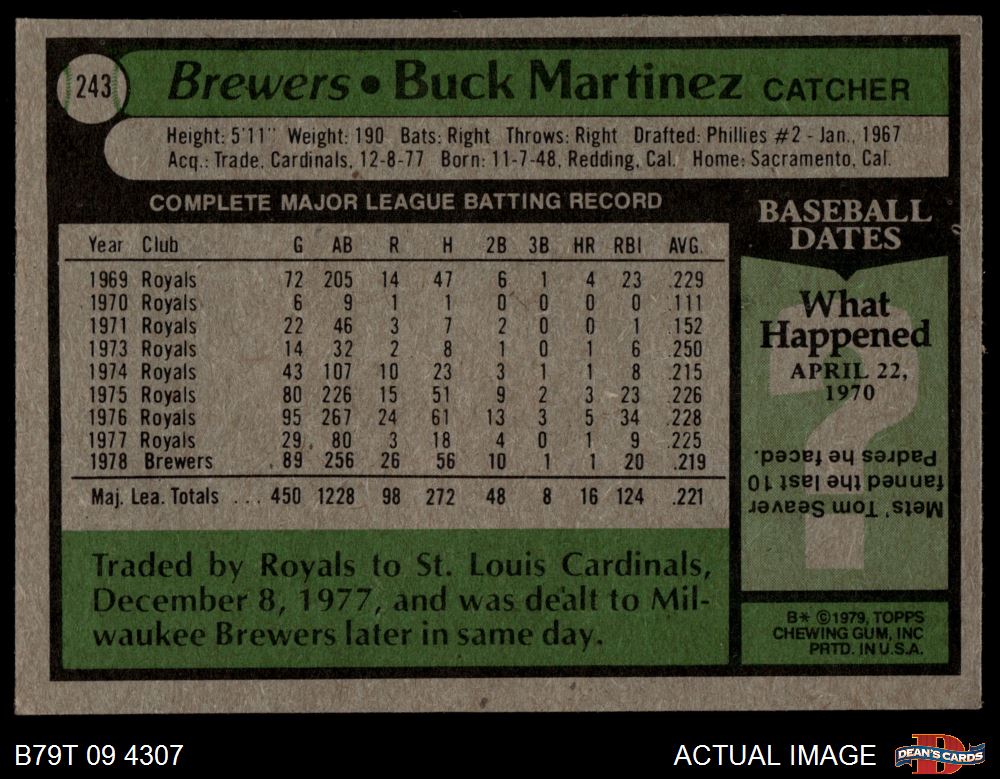 243
Brewers • Buck Martinez CATCHER
Height: 5'11" Weight: 190 Bats: Right Throws: Right Drafted: Phillies #2 - Jan., 1967
Acq.: Trade, Cardinals, 12-8-77 Born: 11-7-48, Redding, Cal. Home: Sacramento, Cal.
COMPLETE MAJOR LEAGUE BATTING RECORD
Year Club G AB R H 2B 3B HR RBI AVG.
1969 Royals 72 205 14 47 6 1 4 23 .229
1970 Royals 6 9 1 1 0 0 0 0 .111
1971 Royals 22 46 3 7 2 0 0 1 .152
1973 Royals 14 32 2 8 1 0 1 6 .250
1974 Royals 43 107 10 23 3 1 1 8 .215
1975 Royals 80 226 15 51 9 2 3 23 .226
1976 Royals 95 267 24 61 13 3 5 34 .228
1977 Royals 29 80 3 18 4 0 1 9 .225
1978 Brewers 89 256 26 56 10 1 1 20 .219
Maj. Lea. Totals ... 450 1228 98 272 48 8 16 124 .221
Traded by Royals to St. Louis Cardinals,
December 8, 1977, and was dealt to Mil-
waukee Brewers later in same day.
BASEBALL
DATES
What
Happened
APRIL 22,
1970
?
Mets' Tom Seaver
fanned the last 10
Padres he faced.
B* ©1979, TOPPS
CHEWING GUM, INC
PRTD. IN U.S.A.
B79T 09 4307
ACTUAL IMAGE
DEAN'S CARDS